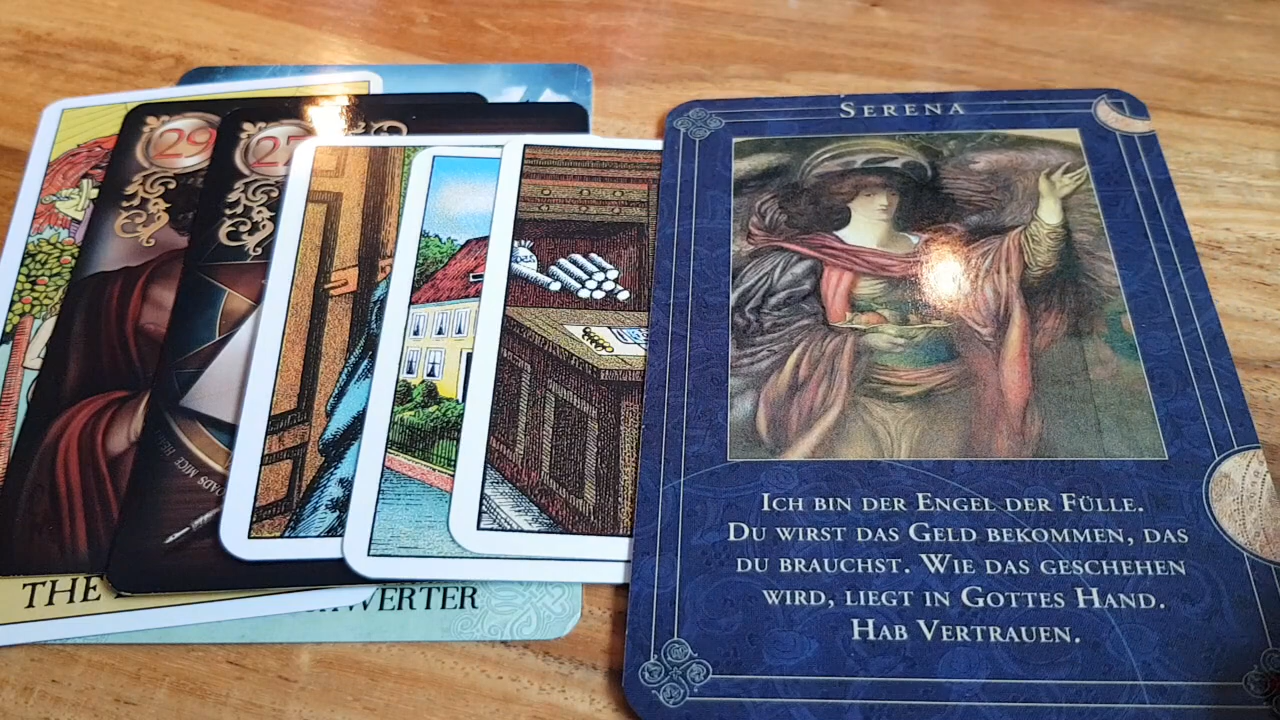 SERENA
29
THE
WERTER
ICH BIN DER ENGEL DER FÜLLE.
DU WIRST DAS GELD BEKOMMEN, DAS
DU BRAUCHST. WIE DAS GESCHEHEN
WIRD, LIEGT IN GOTTES HAND.
HAB VERTRAUEN.